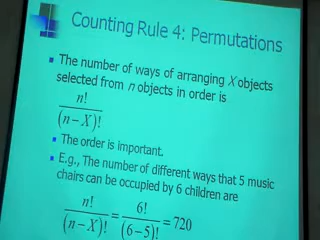 Counting Rule 4: Permutations
The number of ways of arranging X objects
selected from n objects in order is
n!
(n−X)!
The order is important.
E.g., The number of different ways that 5 music
chairs can be occupied by 6 children are
n!/(n−X)! = 6!/(6−5)! = 720